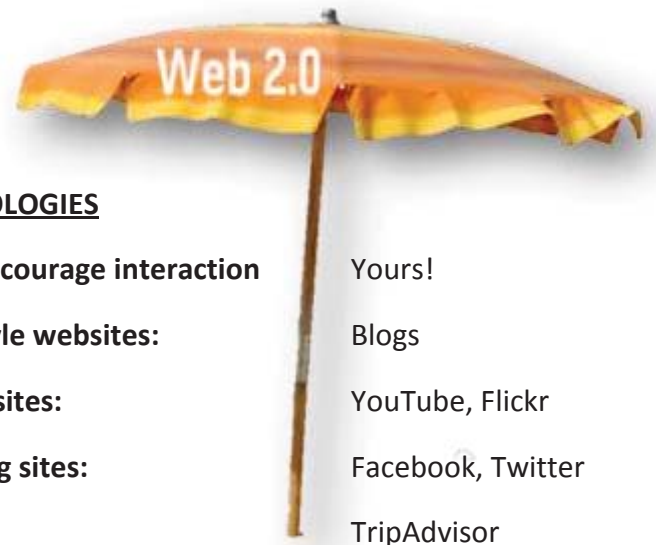 Web 2.0
OLOGIES
courage interaction Yours!
le websites: Blogs
sites: YouTube, Flickr
g sites: Facebook, Twitter
TripAdvisor